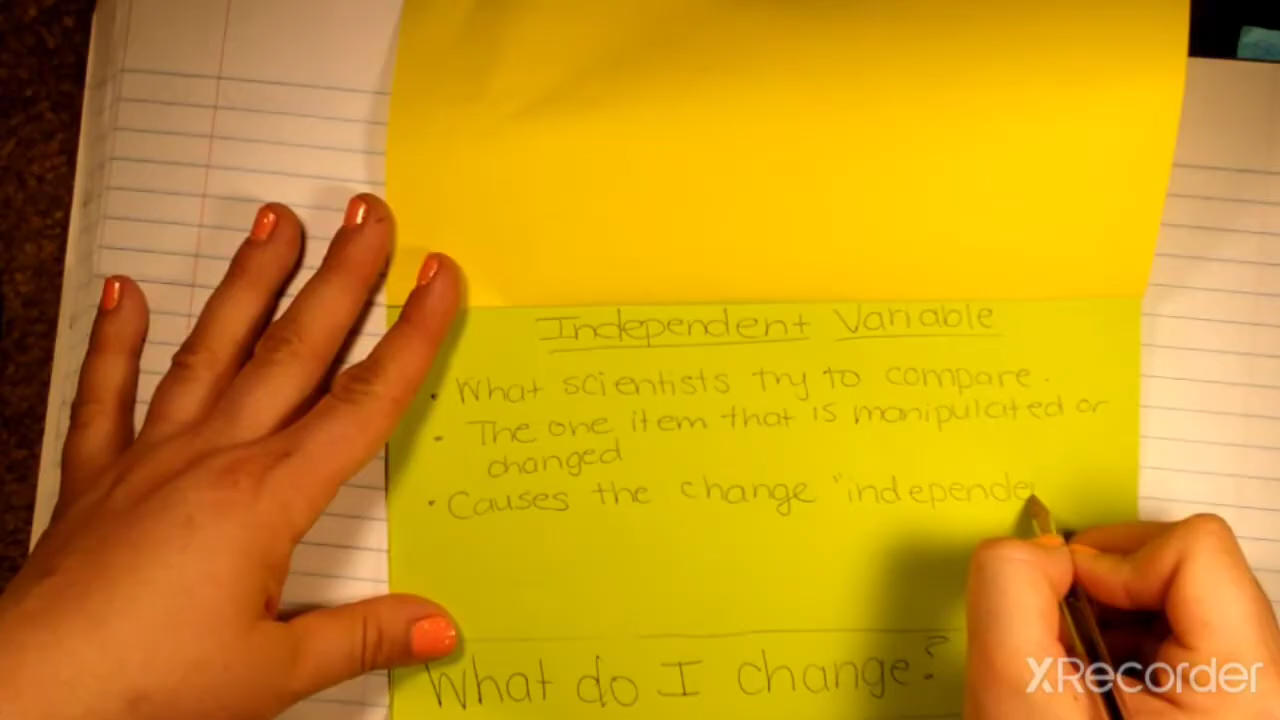 Independent Variable
• What scientists try to compare.
• The one item that is manipulated or
changed
• Causes the change "independe
What do I change?
XRecorder